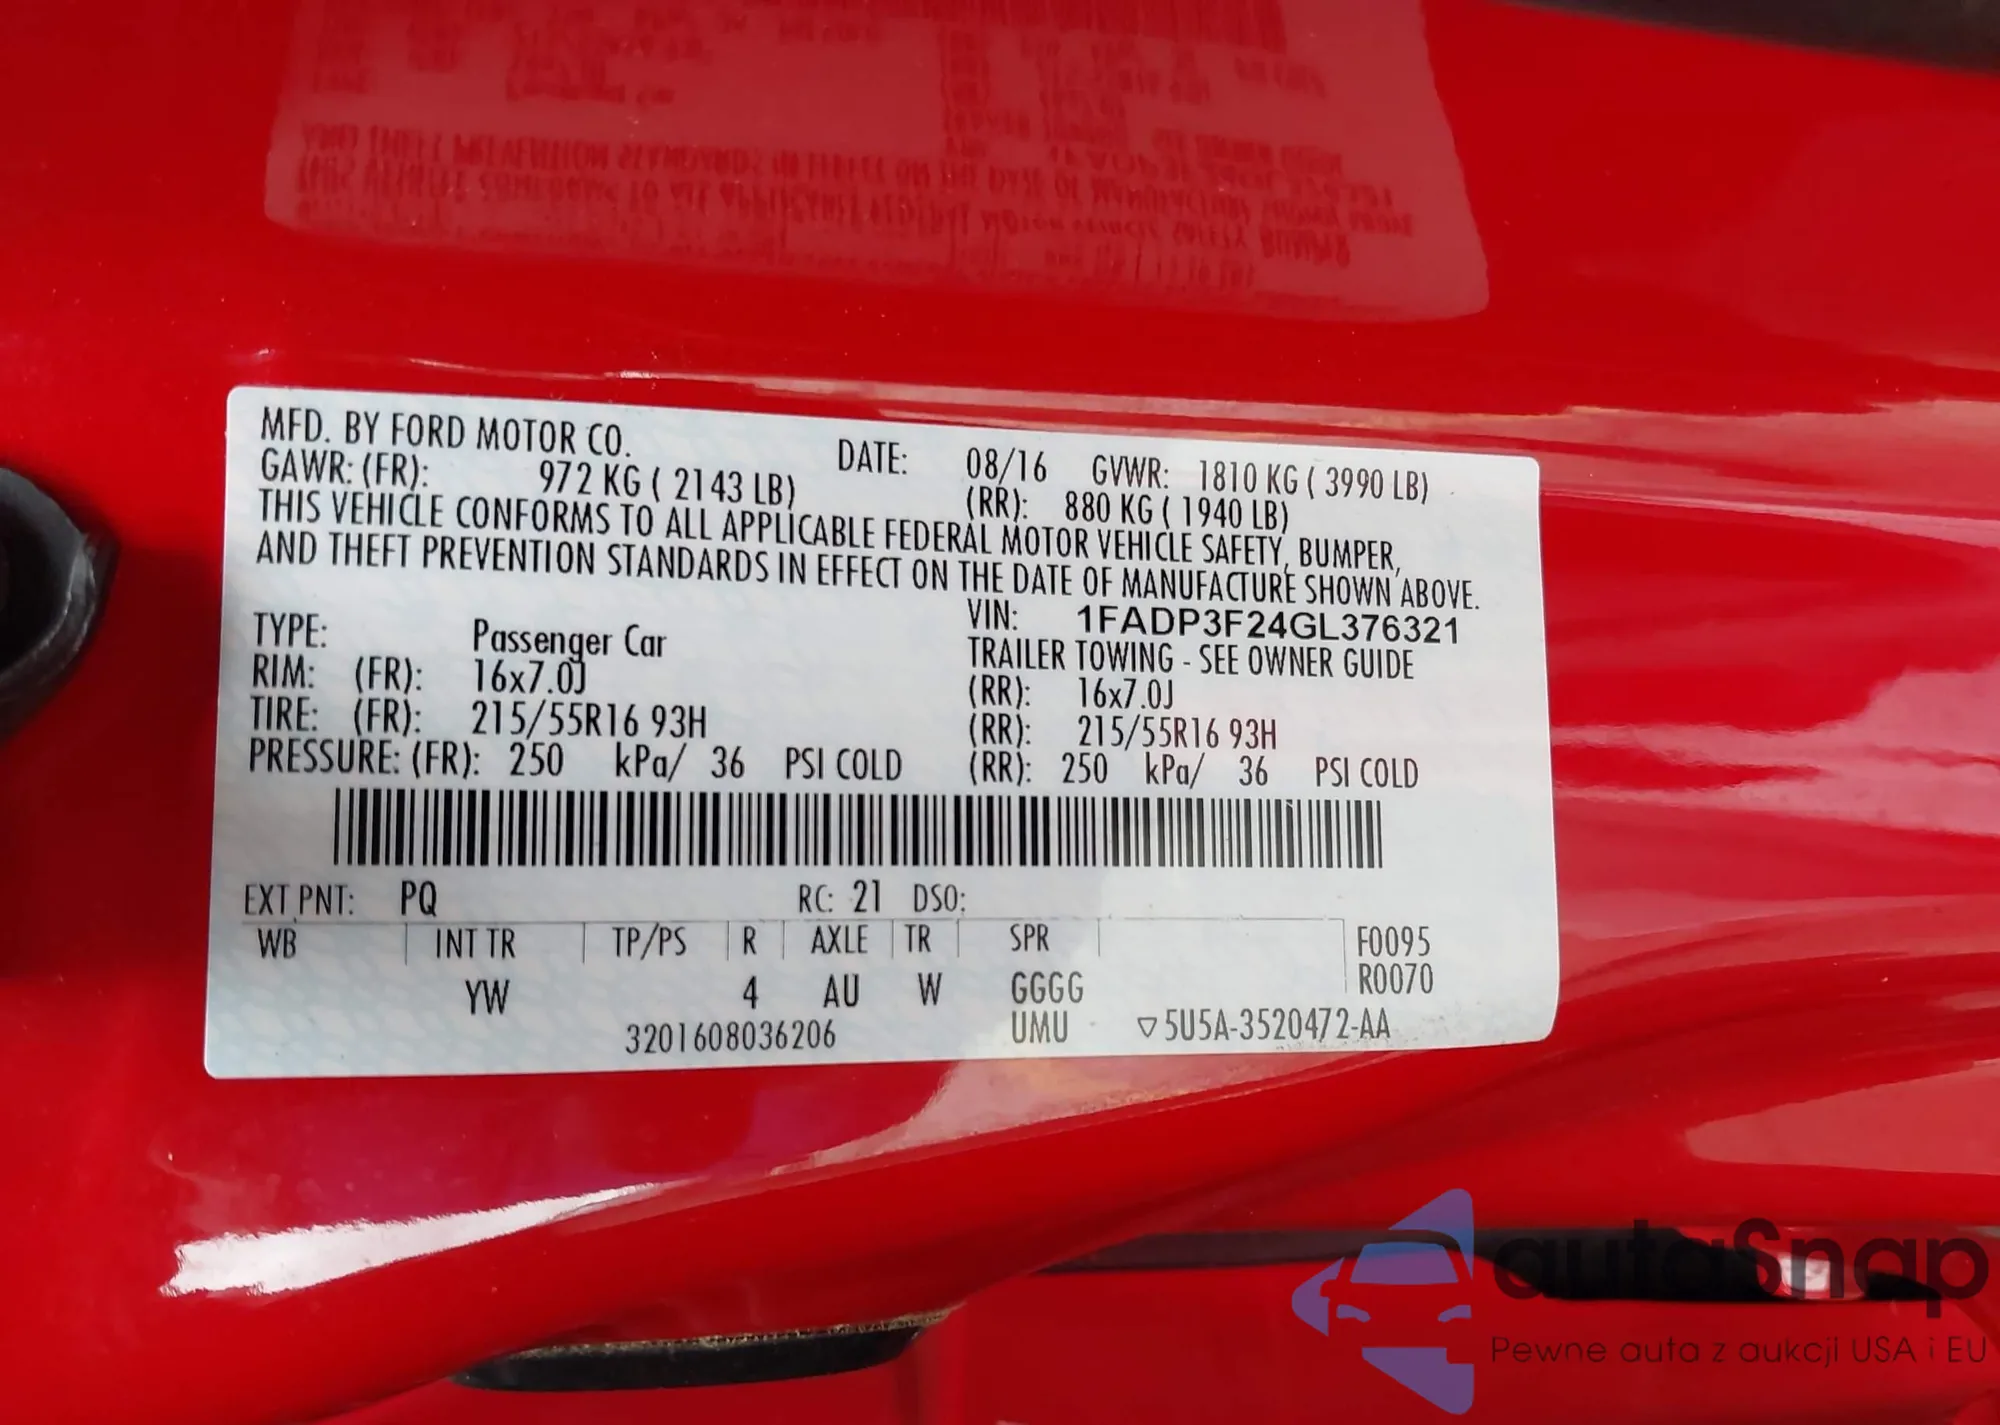 MFD. BY FORD MOTOR CO. DATE: 08/16 GVWR: 1810 KG ( 3990 LB)
GAWR: (FR): 972 KG ( 2143 LB) (RR): 880 KG ( 1940 LB)
THIS VEHICLE CONFORMS TO ALL APPLICABLE FEDERAL MOTOR VEHICLE SAFETY, BUMPER,
AND THEFT PREVENTION STANDARDS IN EFFECT ON THE DATE OF MANUFACTURE SHOWN ABOVE.
VIN: 1FADP3F24GL376321
TYPE: Passenger Car TRAILER TOWING - SEE OWNER GUIDE
RIM: (FR): 16x7.0J (RR): 16x7.0J
TIRE: (FR): 215/55R16 93H (RR): 215/55R16 93H
PRESSURE: (FR): 250 kPa/ 36 PSI COLD (RR): 250 kPa/ 36 PSI COLD
EXT PNT: PQ RC: 21 DSO:
WB INT TR TP/PS R AXLE TR SPR F0095
YW 4 AU W GGGG R0070
3201608036206 UMU ▽5U5A-3520472-AA
autaSnap
Pewne auta z aukcji USA i EU